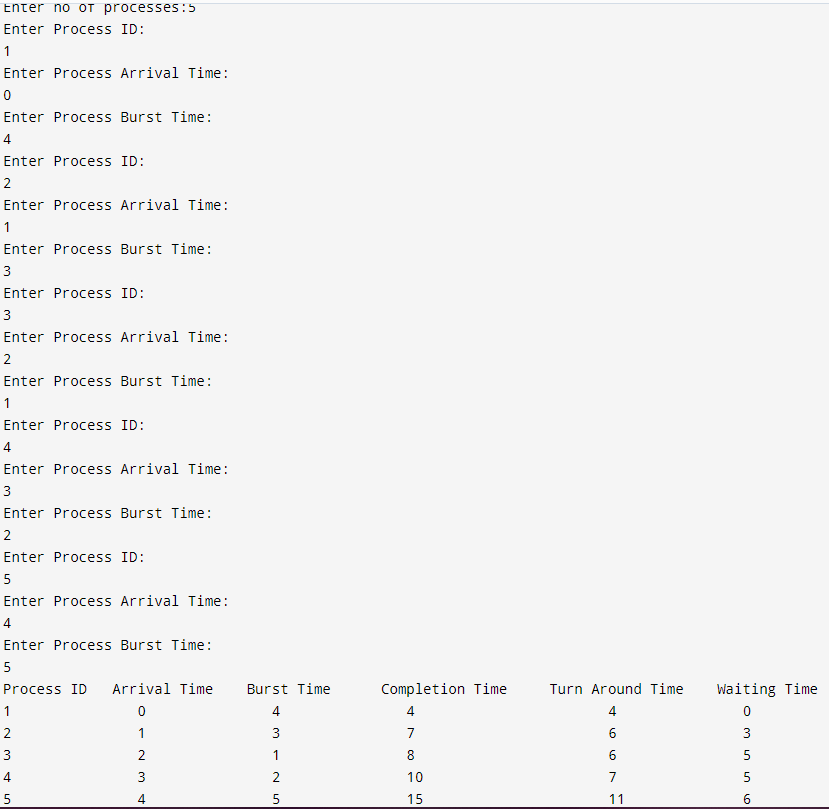 Enter no of processes:5
Enter Process ID:
1
Enter Process Arrival Time:
0
Enter Process Burst Time:
4
Enter Process ID:
2
Enter Process Arrival Time:
1
Enter Process Burst Time:
3
Enter Process ID:
3
Enter Process Arrival Time:
2
Enter Process Burst Time:
1
Enter Process ID:
4
Enter Process Arrival Time:
3
Enter Process Burst Time:
2
Enter Process ID:
5
Enter Process Arrival Time:
4
Enter Process Burst Time:
5
Process ID   Arrival Time    Burst Time      Completion Time     Turn Around Time    Waiting Time
1               0               4               4                       4               0
2               1               3               7                       6               3
3               2               1               8                       6               5
4               3               2               10                      7               5
5               4               5               15                      11              6